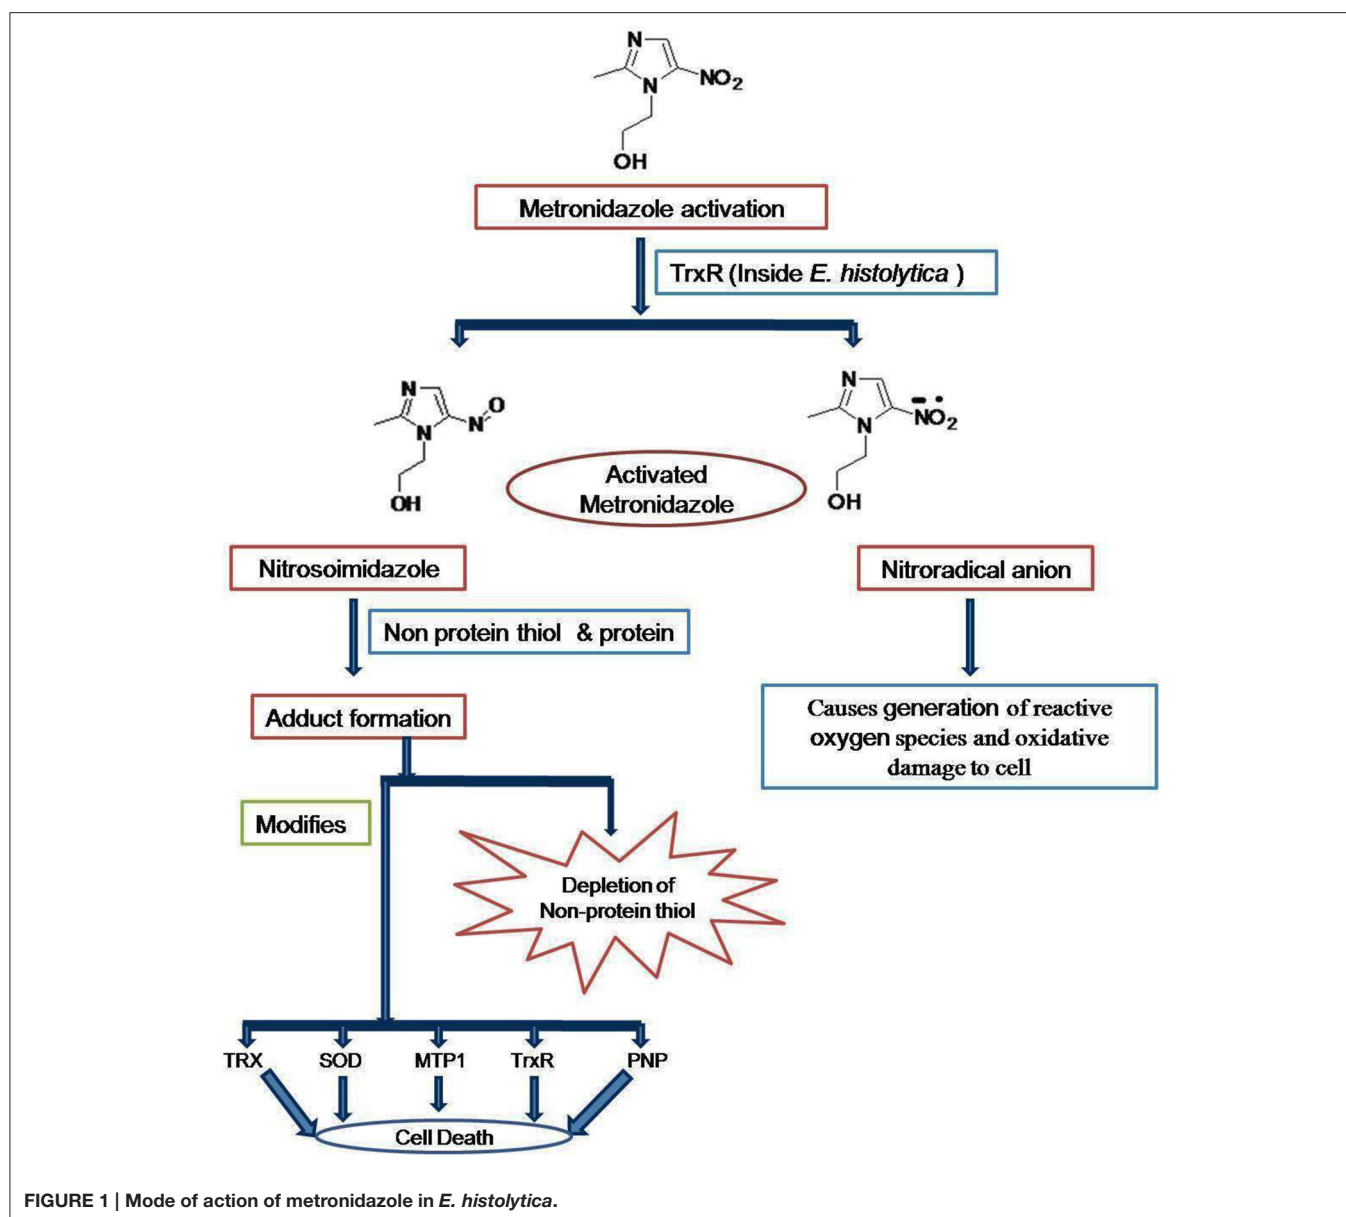 N
N
NO2
OH
Metronidazole activation
TrxR (Inside E. histolytica )
N
N
N
O
OH
N
N
NO2
OH
Activated
Metronidazole
Nitrosoimidazole
Nitroradical anion
Non protein thiol & protein
Adduct formation
Causes generation of reactive
oxygen species and oxidative
damage to cell
Modifies
Depletion of
Non-protein thiol
TRX SOD MTP1 TrxR PNP
Cell Death
FIGURE 1 | Mode of action of metronidazole in E. histolytica.